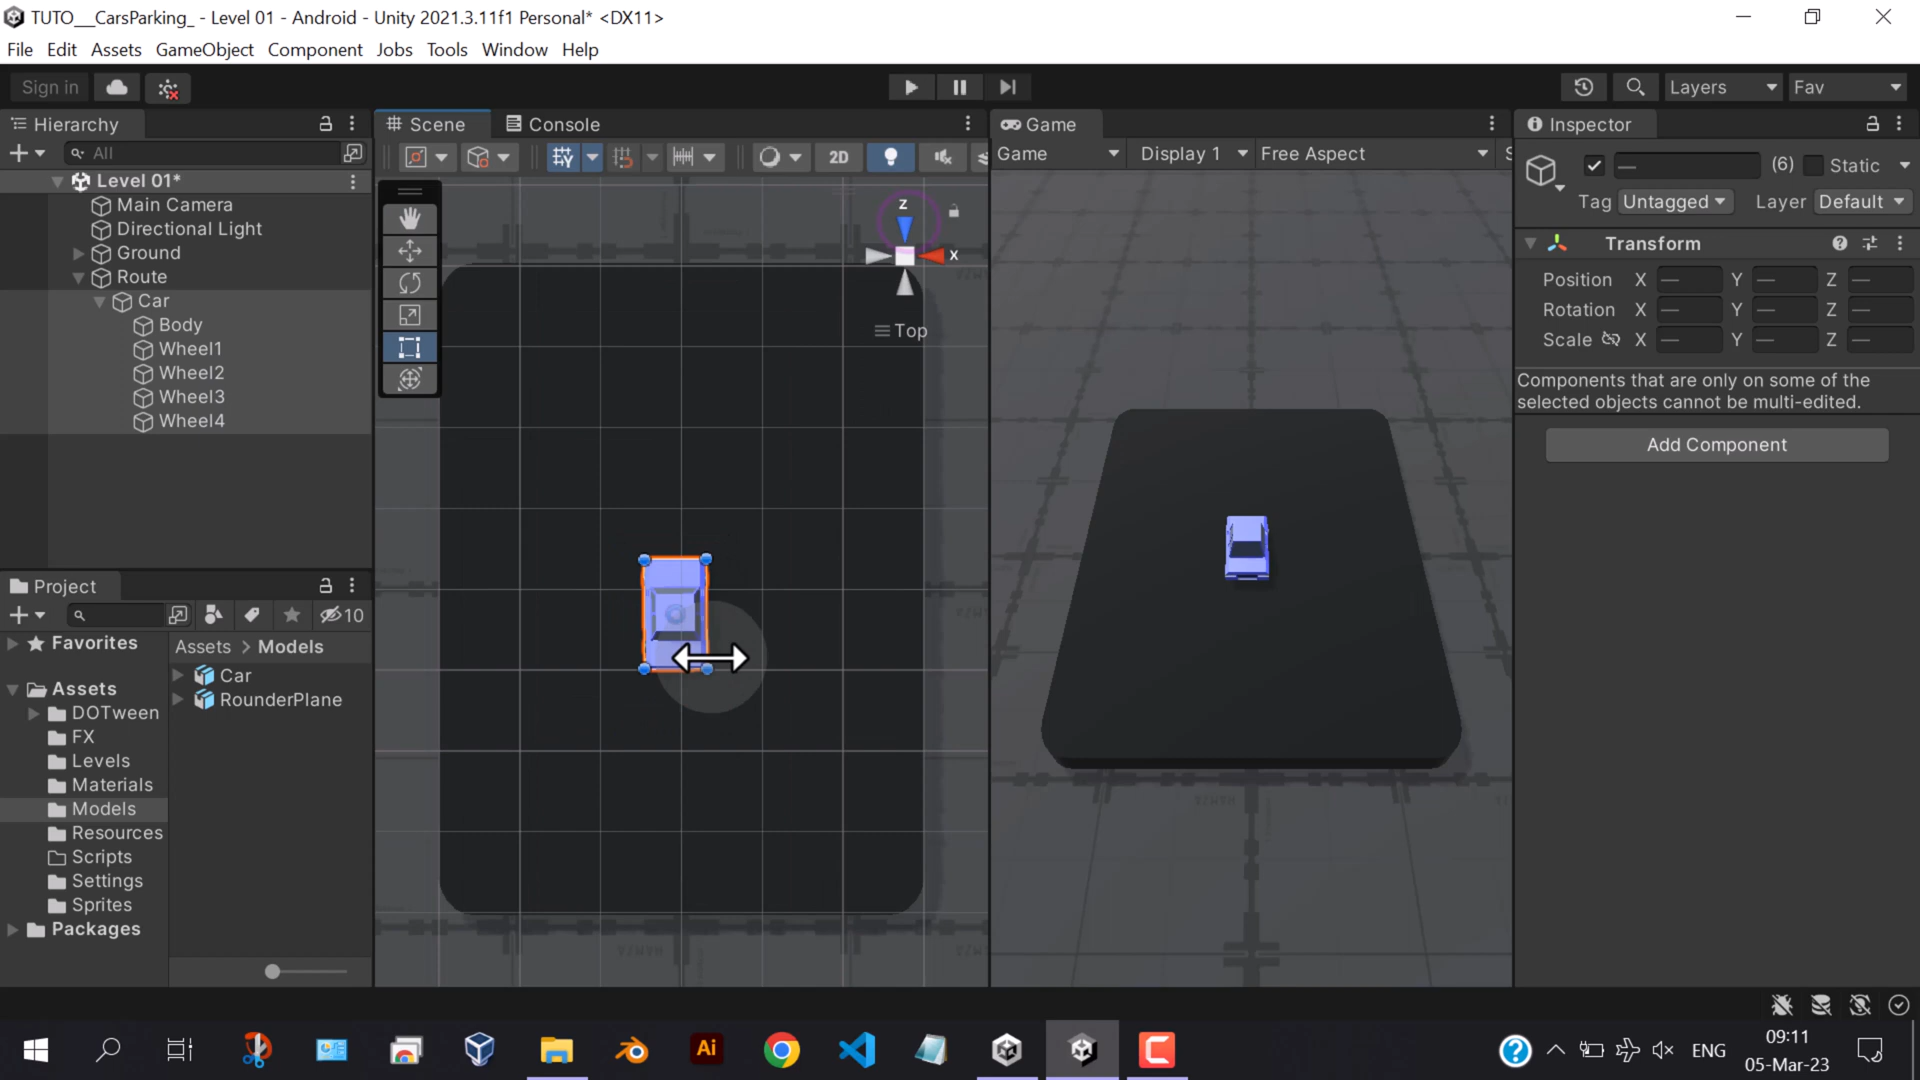 TUTO__CarsParking_ - Level 01 - Android - Unity 2021.3.11f1 Personal* <DX11>
File Edit Assets GameObject Component Jobs Tools Window Help
Sign in
Layers
Fav
Hierarchy
All
Level 01*
Main Camera
Directional Light
Ground
Route
Car
Body
Wheel1
Wheel2
Wheel3
Wheel4
Project
10
Favorites
Assets
DOTween
FX
Levels
Materials
Models
Resources
Scripts
Settings
Sprites
Packages
Assets > Models
Car
RounderPlane
Scene
Console
2D
Z
X
Top
Game
Game
Display 1
Free Aspect
Inspector
— (6) Static
Tag Untagged Layer Default
Transform
Position X — Y — Z —
Rotation X — Y — Z —
Scale X — Y — Z —
Components that are only on some of the
selected objects cannot be multi-edited.
Add Component
Ai
ENG
09:11
05-Mar-23